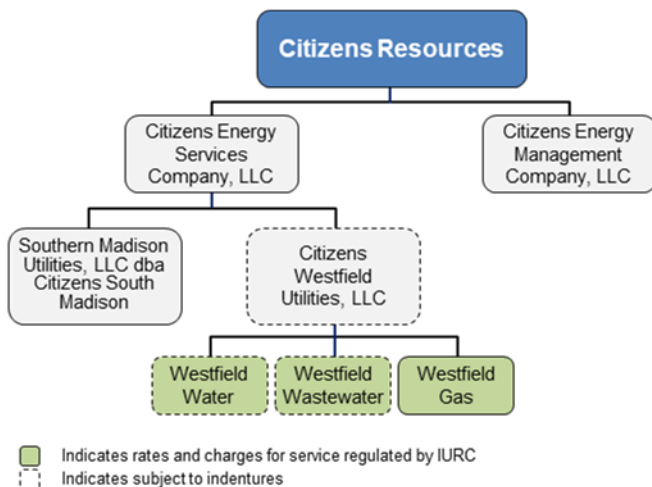 Citizens Resources
Citizens Energy
Services
Company, LLC
Citizens Energy
Management
Company, LLC
Southern Madison
Utilities, LLC dba
Citizens South
Madison
Citizens
Westfield
Utilities, LLC
Westfield
Water
Westfield
Wastewater
Westfield
Gas
Indicates rates and charges for service regulated by IURC
Indicates subject to indentures